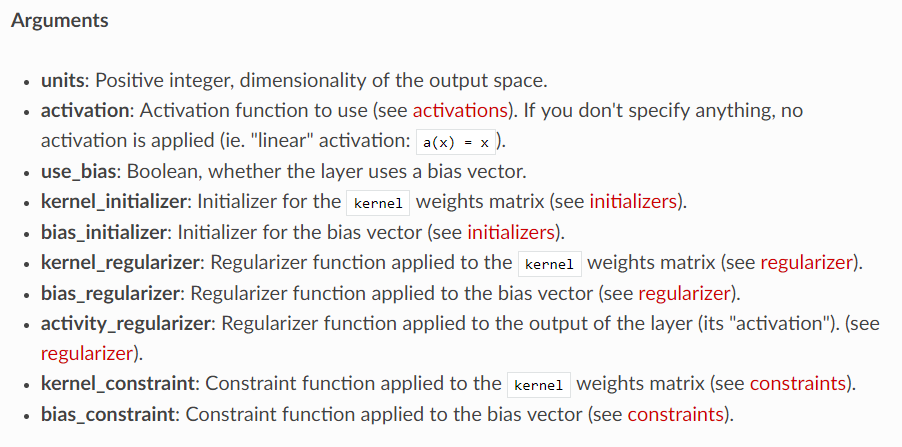 Arguments
• units: Positive integer, dimensionality of the output space.
• activation: Activation function to use (see activations). If you don't specify anything, no
activation is applied (ie. "linear" activation: a(x) = x ).
• use_bias: Boolean, whether the layer uses a bias vector.
• kernel_initializer: Initializer for the kernel weights matrix (see initializers).
• bias_initializer: Initializer for the bias vector (see initializers).
• kernel_regularizer: Regularizer function applied to the kernel weights matrix (see regularizer).
• bias_regularizer: Regularizer function applied to the bias vector (see regularizer).
• activity_regularizer: Regularizer function applied to the output of the layer (its "activation"). (see
regularizer).
• kernel_constraint: Constraint function applied to the kernel weights matrix (see constraints).
• bias_constraint: Constraint function applied to the bias vector (see constraints).